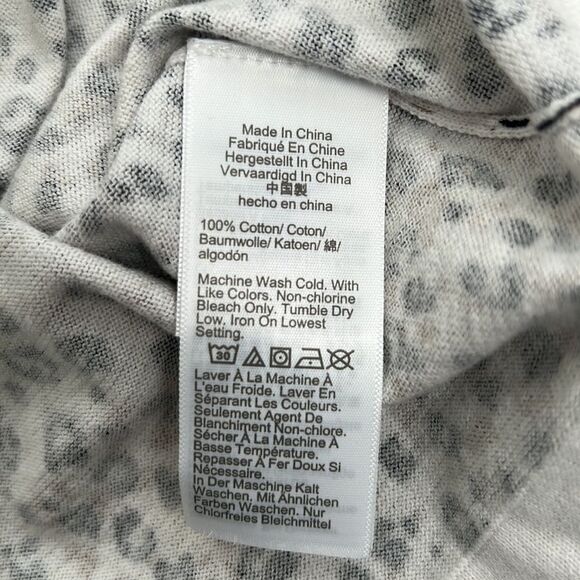 Made In China
Fabriqué En Chine
Hergestellt In China
Vervaardigd In China
中国製
hecho en china
100% Cotton/ Coton/
Baumwolle/ Katoen/ 綿/
algodón
Machine Wash Cold. With
Like Colors. Non-chlorine
Bleach Only. Tumble Dry
Low. Iron On Lowest
Setting.
30
Laver À La Machine À
L'eau Froide. Laver En
Séparant Les Couleurs.
Seulement Agent De
Blanchiment Non-chlore.
Sécher À La Machine À
Basse Température.
Repasser À Fer Doux Si
Nécessaire.
In Der Maschine Kalt
Waschen. Mit Ähnlichen
Farben Waschen. Nur
Chlorfreies Bleichmittel